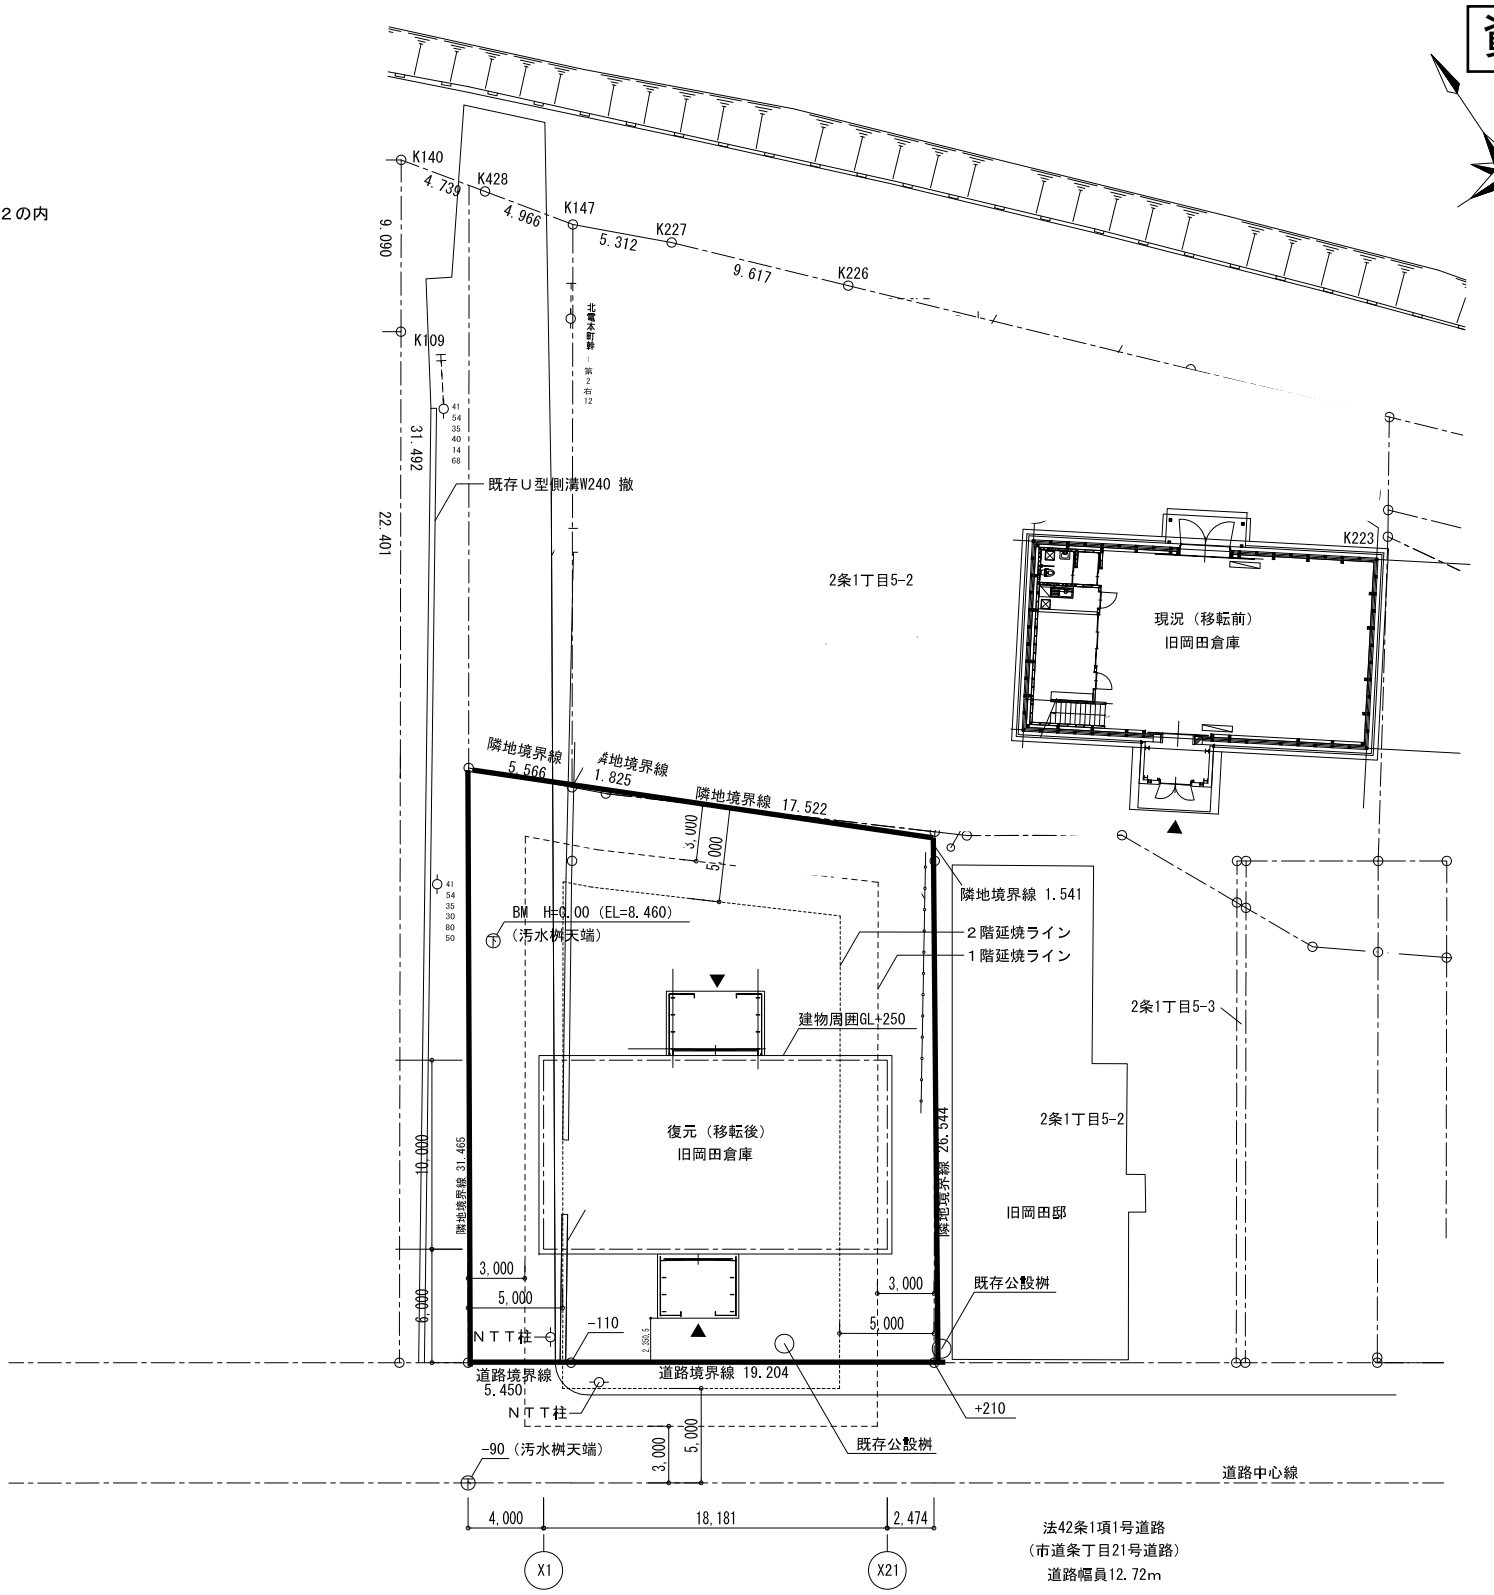 2の内
K140
K428
4.739
4.966
K147
K227
5.312
9.617
K226
9.090
K109
北電本町幹
1
第
2
右
12
41
54
35
40
14
68
31.492
22.401
既存U型側溝W240 撤
2条1丁目5-2
K223
現況（移転前）
旧岡田倉庫
隣地境界線
5.566
隣地境界線
1.825
隣地境界線 17.522
3,000
5,000
隣地境界線 1.541
41
54
35
30
80
50
BM H=0.00 (EL=8.460)
（汚水桝天端）
2階延焼ライン
1階延焼ライン
建物周囲GL+250
2条1丁目5-3
2条1丁目5-2
復元（移転後）
旧岡田倉庫
10,000
隣地境界線 31.465
隣地境界線 26.544
旧岡田邸
3,000
5,000
6,000
3,000
5,000
既存公設桝
NTT柱
-110
2,350.5
道路境界線
5.450
道路境界線 19.204
NTT柱
+210
既存公設桝
3,000
5,000
-90（汚水桝天端）
道路中心線
4,000
18,181
2,474
X1
X21
法42条1項1号道路
（市道条丁目21号道路）
道路幅員12.72m